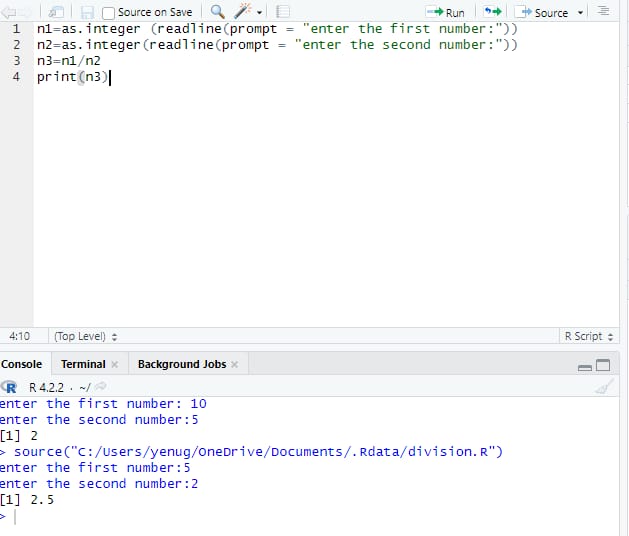 Source on Save Run Source
1 n1=as.integer (readline(prompt = "enter the first number:"))
2 n2=as.integer(readline(prompt = "enter the second number:"))
3 n3=n1/n2
4 print(n3)
4:10 (Top Level) R Script
Console Terminal × Background Jobs ×
R R 4.2.2 · ~/
enter the first number: 10
enter the second number:5
[1] 2
> source("C:/Users/yenug/OneDrive/Documents/.Rdata/division.R")
enter the first number:5
enter the second number:2
[1] 2.5
>